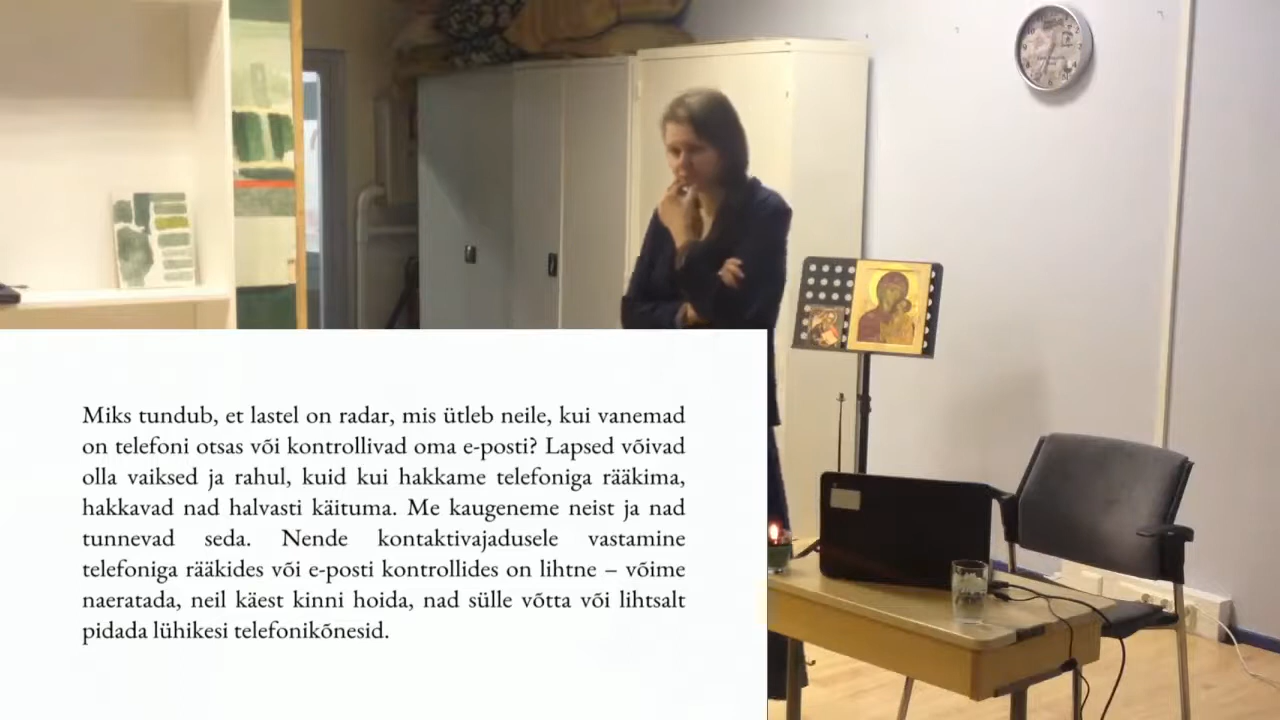 Miks tundub, et lastel on radar, mis ütleb neile, kui vanemad
on telefoni otsas või kontrollivad oma e-posti? Lapsed võivad
olla vaiksed ja rahul, kuid kui hakkame telefoniga rääkima,
hakkavad nad halvasti käituma. Me kaugeneme neist ja nad
tunnevad seda. Nende kontaktivajadusele vastamine
telefoniga rääkides või e-posti kontrollides on lihtne – võime
naeratada, neil käest kinni hoida, nad sülle võtta või lihtsalt
pidada lühikesi telefonikõnesid.